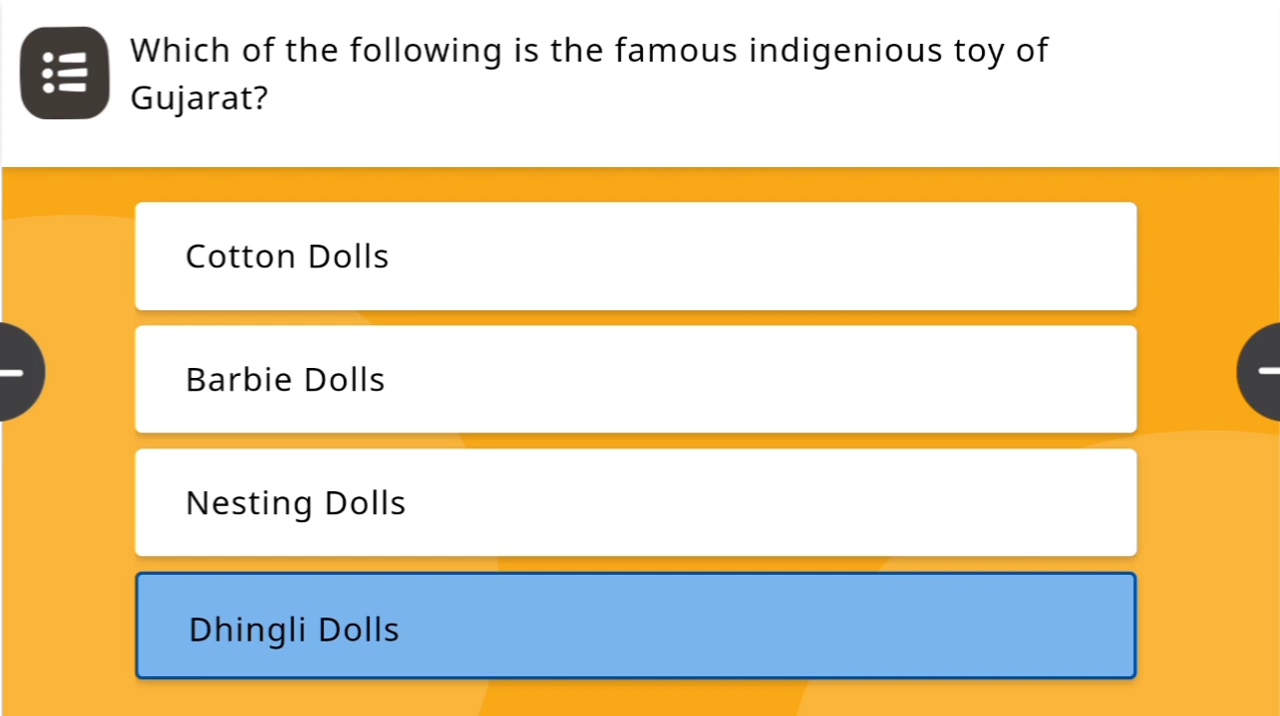 Which of the following is the famous indigenious toy of
Gujarat?
Cotton Dolls
Barbie Dolls
Nesting Dolls
Dhingli Dolls